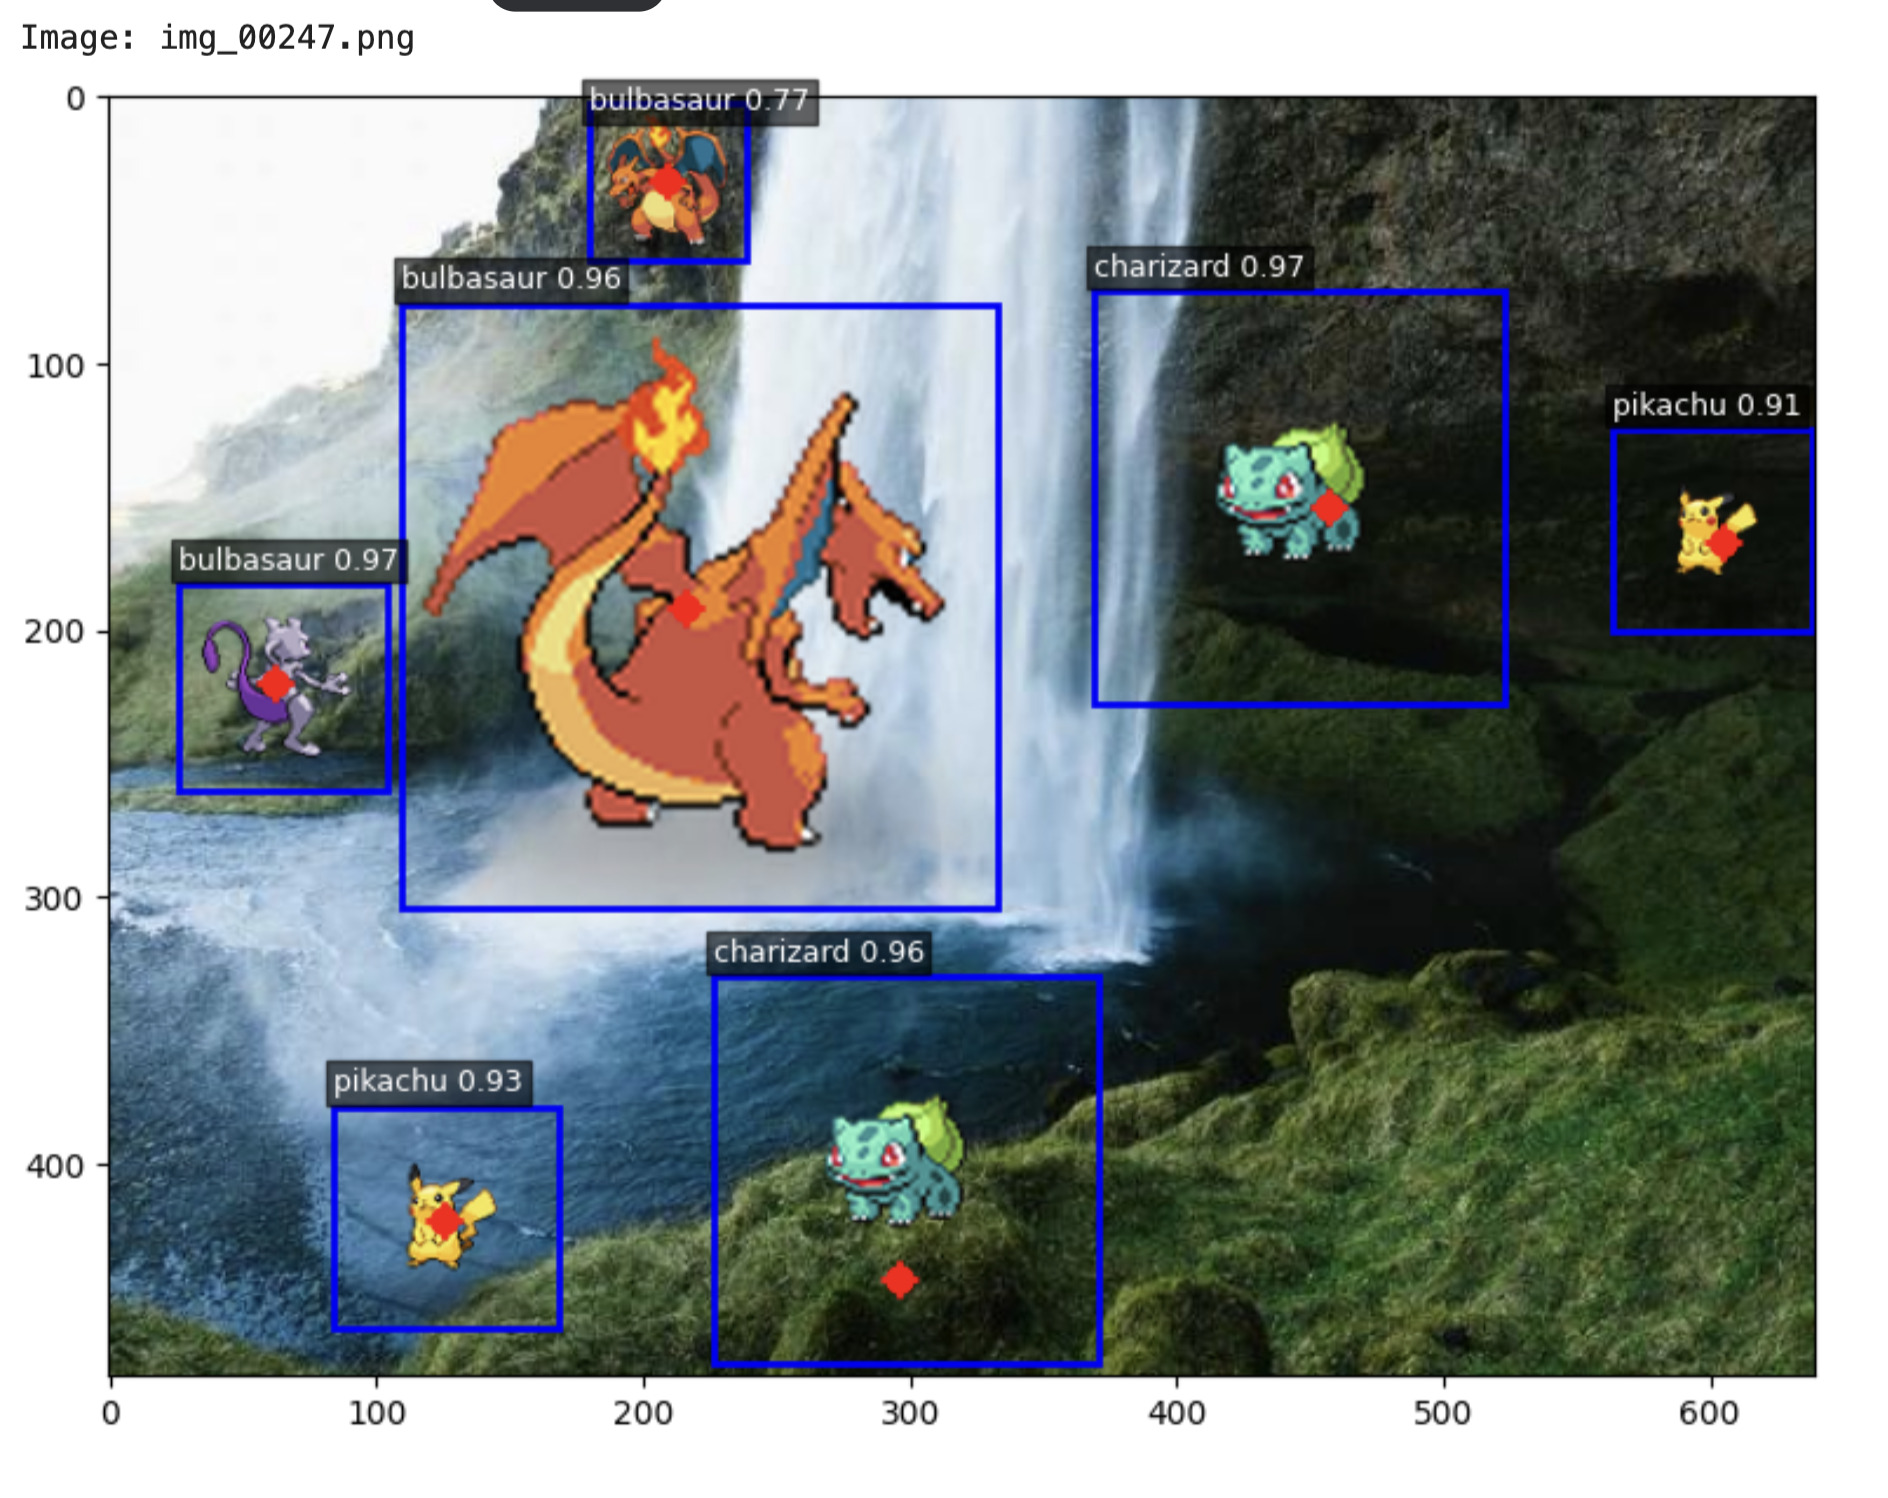 Image: img_00247.png
0
bulbasaur 0.77
charizard 0.97
bulbasaur 0.96
100
pikachu 0.91
bulbasaur 0.97
200
300
charizard 0.96
pikachu 0.93
400
0 100 200 300 400 500 600